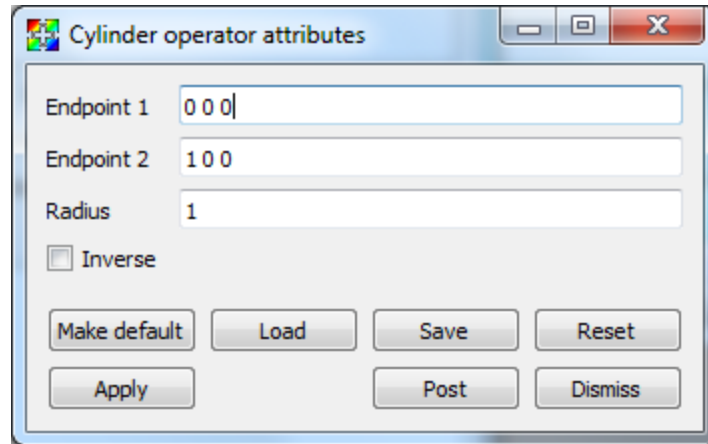 Cylinder operator attributes
Endpoint 1 0 0 0
Endpoint 2 1 0 0
Radius 1
Inverse
Make default Load Save Reset
Apply Post Dismiss